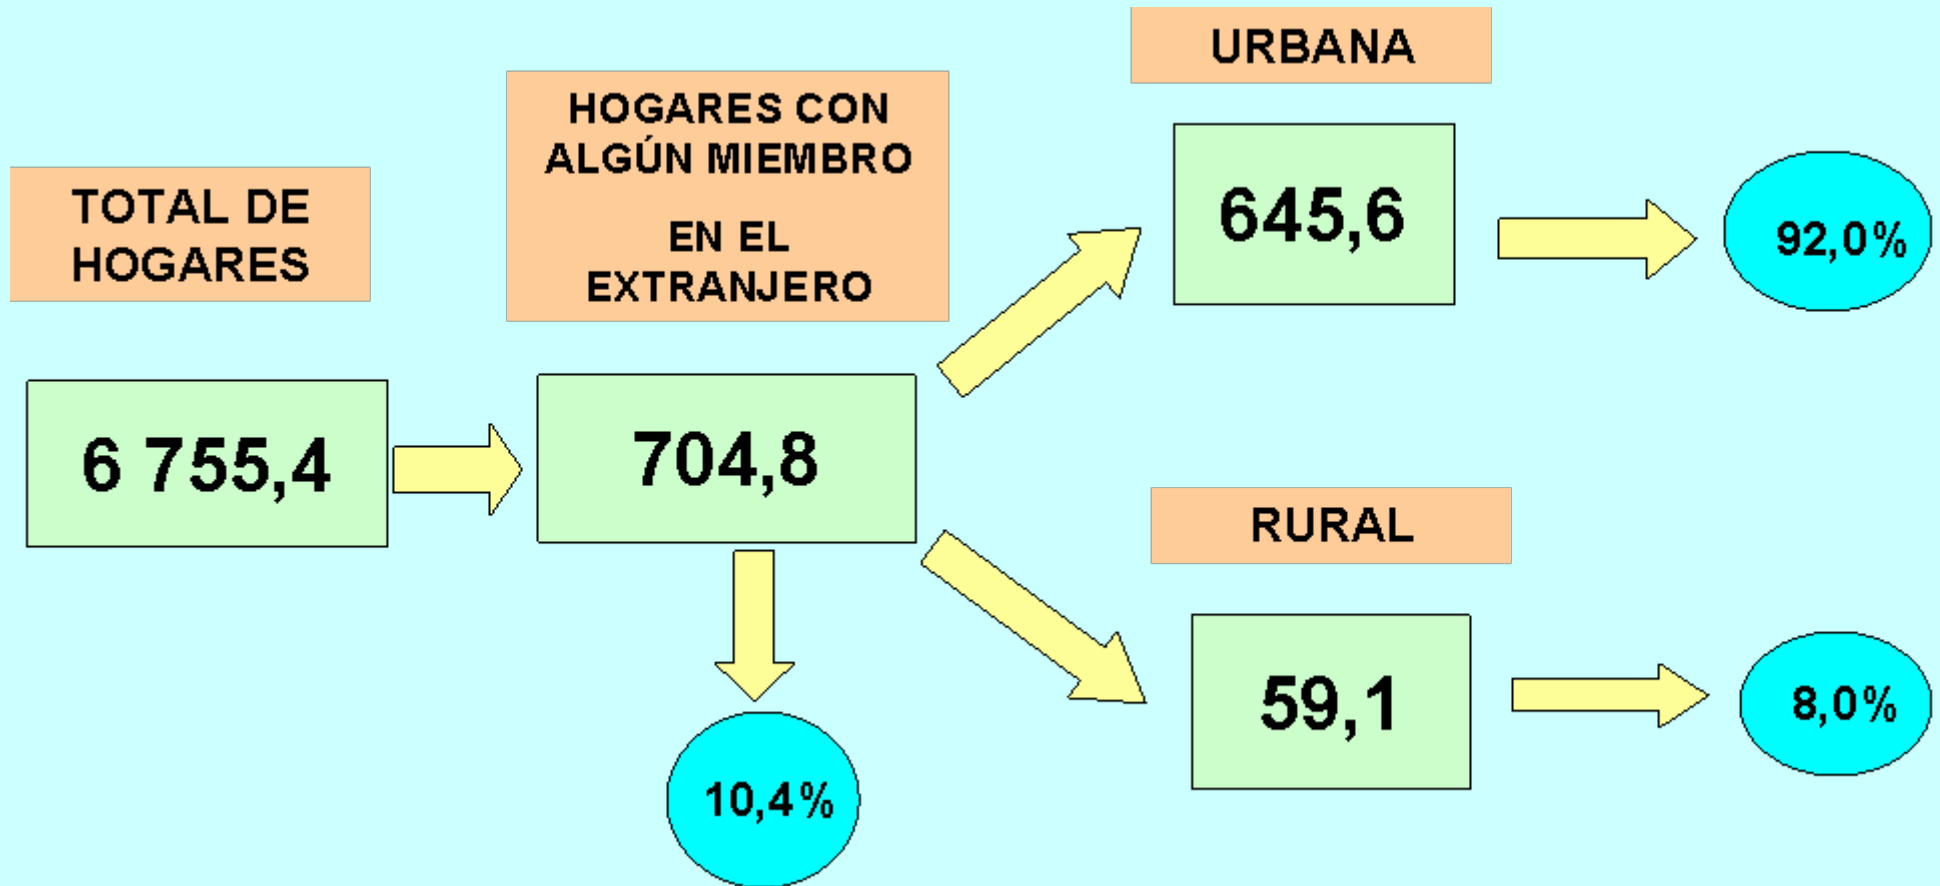 TOTAL DE
HOGARES
6 755,4
HOGARES CON
ALGÚN MIEMBRO
EN EL
EXTRANJERO
704,8
10,4%
URBANA
645,6
92,0%
RURAL
59,1
8,0%